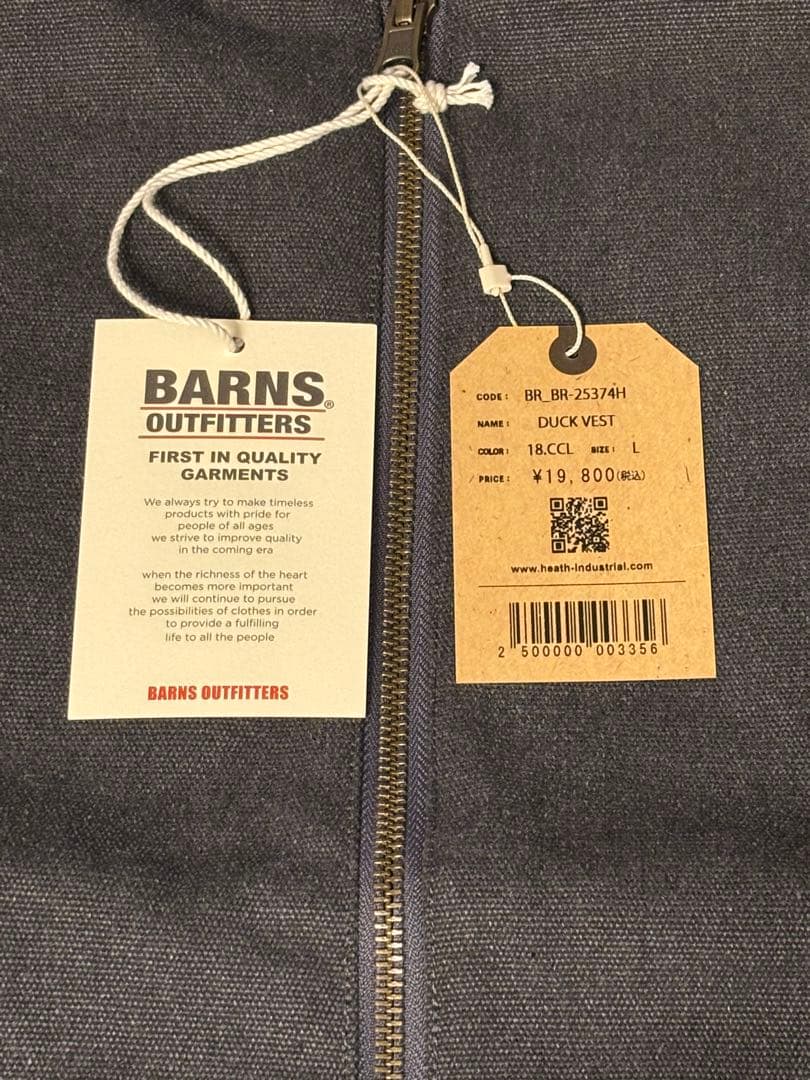 BARNS®
OUTFITTERS
FIRST IN QUALITY
GARMENTS
We always try to make timeless
products with pride for
people of all ages
we strive to improve quality
in the coming era
when the richness of the heart
becomes more important
we will continue to pursue
the possibilities of clothes in order
to provide a fulfilling
life to all the people
BARNS OUTFITTERS
CODE: BR_BR-25374H
NAME: DUCK VEST
COLOR: 18.CCL SIZE: L
PRICE: ¥19,800(税込)
www.heath-industrial.com
2 500000 003356